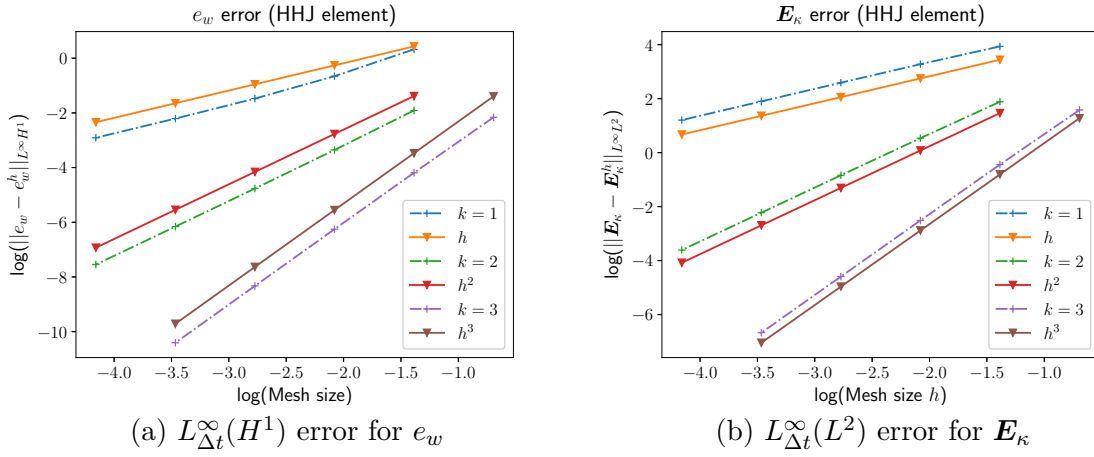 e_w error (HHJ element)
log(||e_w − e_w^h||_{L^∞H^1})
0
−2
−4
−6
−8
−10
−4.0 −3.5 −3.0 −2.5 −2.0 −1.5 −1.0
log(Mesh size)
k = 1
h
k = 2
h^2
k = 3
h^3
(a) L^∞_{Δt}(H^1) error for e_w
E_κ error (HHJ element)
log(||E_κ − E_κ^h||_{L^∞L^2})
4
2
0
−2
−4
−6
−4.0 −3.5 −3.0 −2.5 −2.0 −1.5 −1.0
log(Mesh size h)
k = 1
h
k = 2
h^2
k = 3
h^3
(b) L^∞_{Δt}(L^2) error for E_κ